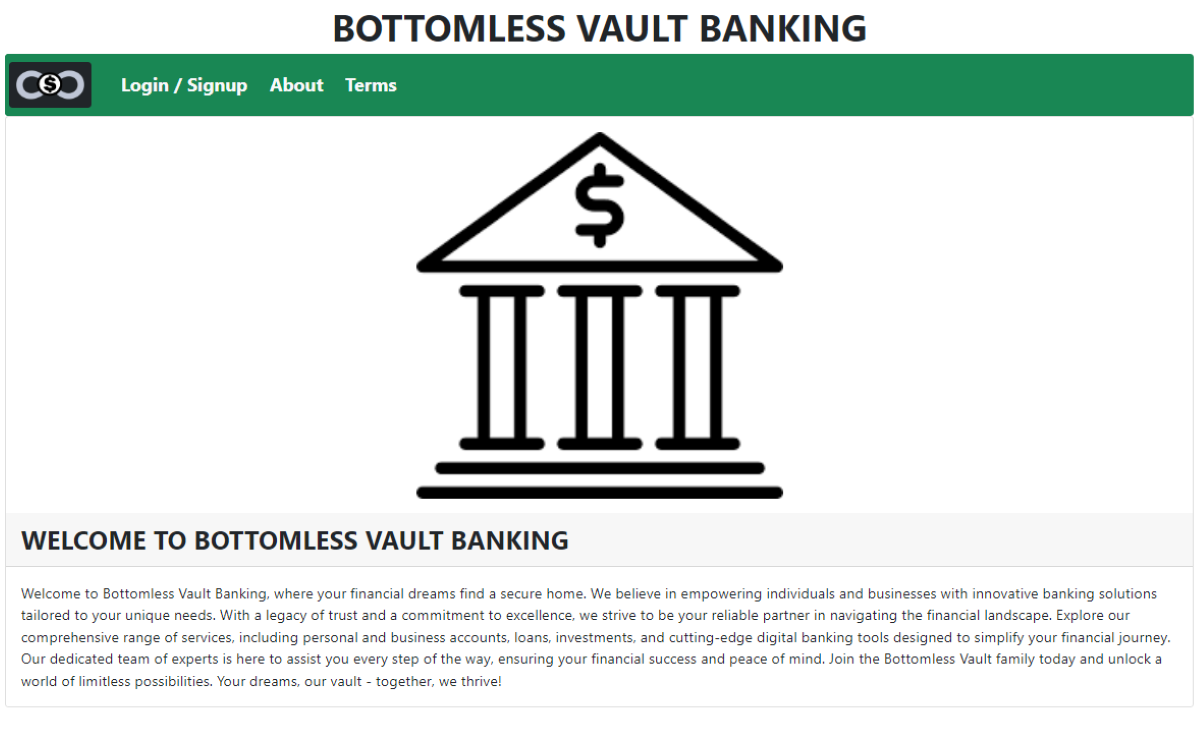 BOTTOMLESS VAULT BANKING
$
Login / Signup About Terms
$
WELCOME TO BOTTOMLESS VAULT BANKING
Welcome to Bottomless Vault Banking, where your financial dreams find a secure home. We believe in empowering individuals and businesses with innovative banking solutions
tailored to your unique needs. With a legacy of trust and a commitment to excellence, we strive to be your reliable partner in navigating the financial landscape. Explore our
comprehensive range of services, including personal and business accounts, loans, investments, and cutting-edge digital banking tools designed to simplify your financial journey.
Our dedicated team of experts is here to assist you every step of the way, ensuring your financial success and peace of mind. Join the Bottomless Vault family today and unlock a
world of limitless possibilities. Your dreams, our vault - together, we thrive!